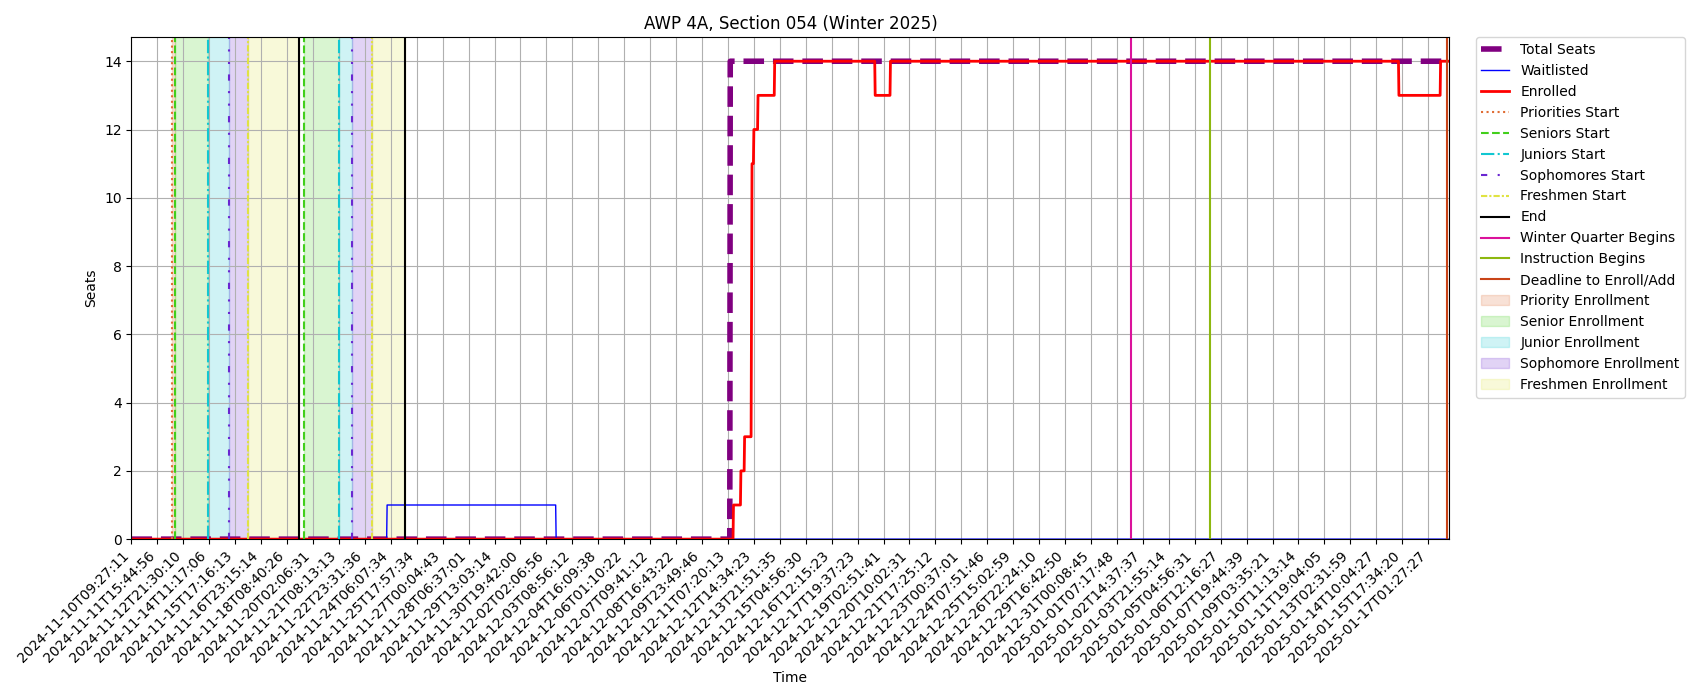 AWP 4A, Section 054 (Winter 2025)
Seats
14
12
10
8
6
4
2
0
2024-11-10T09:27:11
2024-11-11T15:44:56
2024-11-12T21:30:10
2024-11-14T11:17:06
2024-11-15T17:16:13
2024-11-16T23:15:14
2024-11-18T08:40:26
2024-11-20T02:06:31
2024-11-21T08:13:13
2024-11-22T23:31:36
2024-11-24T06:07:34
2024-11-25T17:57:34
2024-11-27T00:04:43
2024-11-28T06:37:01
2024-11-29T13:03:14
2024-11-30T19:42:00
2024-12-02T02:06:56
2024-12-03T08:56:12
2024-12-04T16:09:38
2024-12-06T01:10:22
2024-12-07T09:41:12
2024-12-08T16:43:22
2024-12-09T23:49:46
2024-12-11T07:20:13
2024-12-12T14:34:23
2024-12-13T21:51:35
2024-12-15T04:56:30
2024-12-16T12:15:23
2024-12-17T19:37:23
2024-12-19T02:51:41
2024-12-20T10:02:31
2024-12-21T17:25:12
2024-12-23T00:37:01
2024-12-24T07:51:46
2024-12-25T15:02:59
2024-12-26T22:24:10
2024-12-29T16:42:50
2024-12-31T00:08:45
2025-01-01T07:17:48
2025-01-02T14:37:37
2025-01-03T21:55:14
2025-01-05T04:56:31
2025-01-06T12:16:27
2025-01-07T19:44:39
2025-01-09T03:35:21
2025-01-10T11:13:14
2025-01-11T19:04:05
2025-01-13T02:31:59
2025-01-14T10:04:27
2025-01-15T17:34:20
2025-01-17T01:27:27
Time
Total Seats
Waitlisted
Enrolled
Priorities Start
Seniors Start
Juniors Start
Sophomores Start
Freshmen Start
End
Winter Quarter Begins
Instruction Begins
Deadline to Enroll/Add
Priority Enrollment
Senior Enrollment
Junior Enrollment
Sophomore Enrollment
Freshmen Enrollment